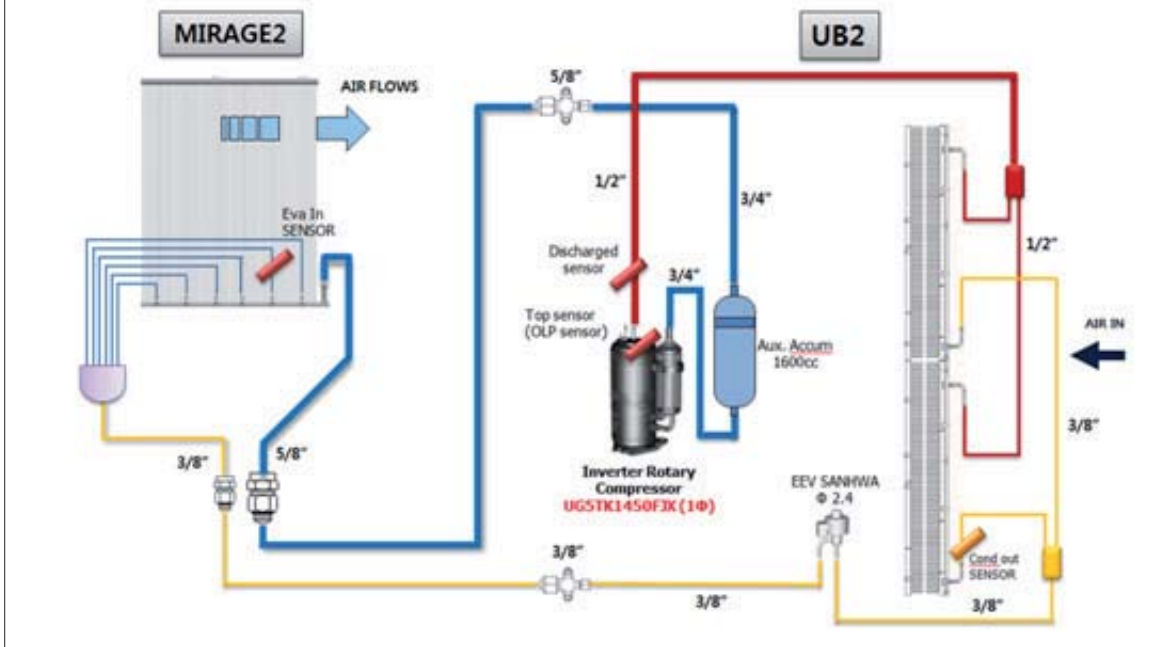 MIRAGE2
UB2
AIR FLOWS
5/8"
1/2"
3/4"
Eva In
SENSOR
Discharged
sensor
3/4"
1/2"
Top sensor
(OLP sensor)
Aux. Accum
1600cc
AIR IN
3/8"
5/8"
3/8"
Inverter Rotary
Compressor
UG5TK1450FJX (1Φ)
EEV SANHWA
Φ 2.4
3/8"
3/8"
Cond out
SENSOR
3/8"